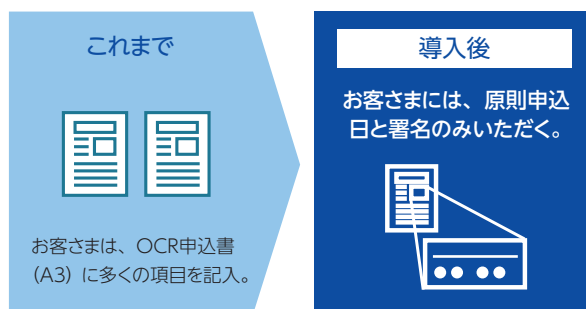 これまで
お客さまは、OCR申込書
（A3）に多くの項目を記入。
導入後
お客さまには、原則申込
日と署名のみいただく。